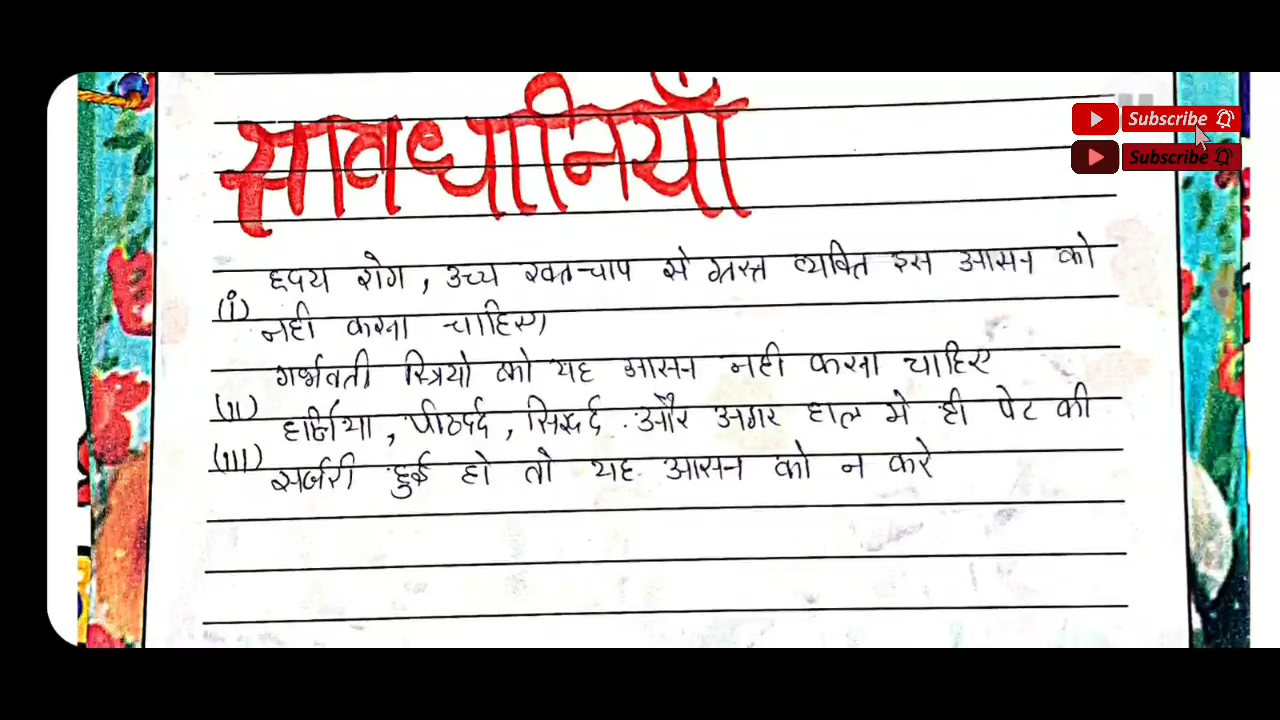 सावधानियाँ
Subscribe
Subscribe
(i) हृदय रोग, उच्च रक्तचाप से ग्रस्त व्यक्ति इस आसन को
नही करना चाहिए।
(II) गर्भवती स्त्रियो को यह आसन नही करना चाहिए
(III) हार्निया, पीठदर्द, सिरदर्द और अगर हाल मे ही पेट की
सर्जरी हुई हो तो यह आसन को न करे